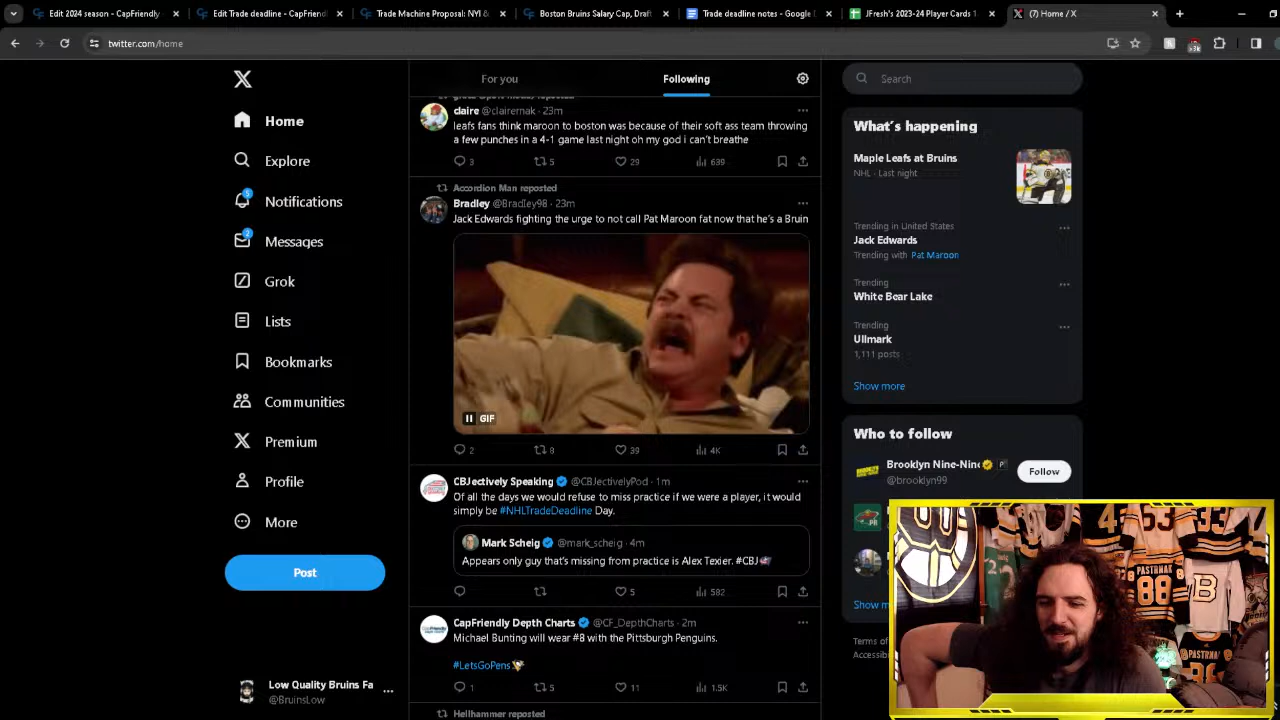 Edit 2024 season - CapFriendly
Edit Trade deadline - CapFriend
Trade Machine Proposal: NYI &
Boston Bruins Salary Cap, Draft
Trade deadline notes - Google D
JFresh's 2023-24 Player Cards 1
(7) Home / X
twitter.com/home
For you
Following
Search
claire @clairemak · 23m
leafs fans think maroon to boston was because of their soft ass team throwing
a few punches in a 4-1 game last night oh my god i can't breathe
3
5
29
639
Accordion Man reposted
Bradley @Bradley98 · 23m
Jack Edwards fighting the urge to not call Pat Maroon fat now that he's a Bruin
GIF
2
8
39
4K
CBJectively Speaking @CBJectivelyPod · 1m
Of all the days we would refuse to miss practice if we were a player, it would
simply be #NHLTradeDeadline Day.
Mark Scheig @mark_scheig · 4m
Appears only guy that's missing from practice is Alex Texier. #CBJ
5
582
CapFriendly Depth Charts @CF_DepthCharts · 2m
Michael Bunting will wear #8 with the Pittsburgh Penguins.
#LetsGoPens
1
5
11
1.5K
Hellhammer reposted
Home
Explore
5
Notifications
2
Messages
Grok
Lists
Bookmarks
Communities
Premium
Profile
More
Post
Low Quality Bruins Fa
@BruinsLow
What's happening
Maple Leafs at Bruins
NHL · Last night
Trending in United States
Jack Edwards
Trending with Pat Maroon
Trending
White Bear Lake
Trending
Ullmark
1,111 posts
Show more
Who to follow
Brooklyn Nine-Nine
@brooklyn99
Follow
Show m
Terms of
Accessib
PASTRNAK
88
B
PASTRNAK